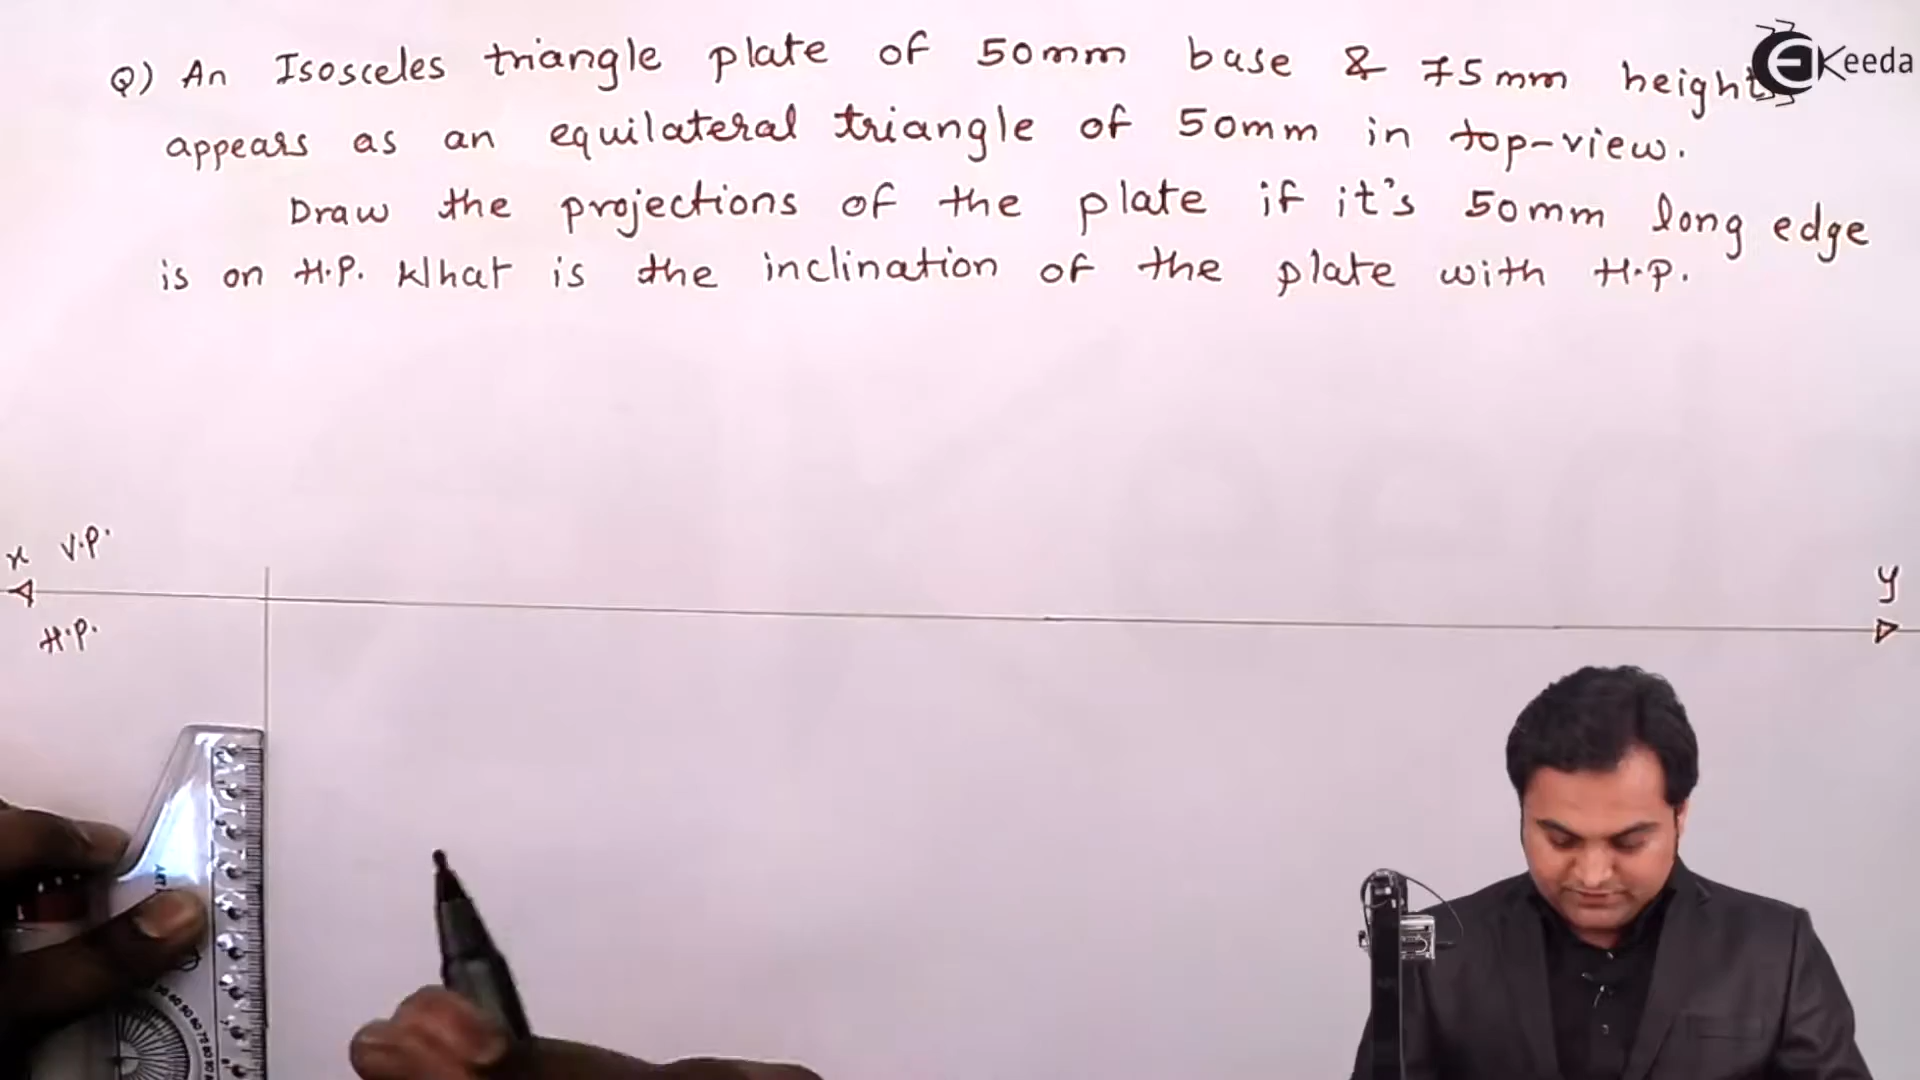 Q) An Isosceles triangle plate of 50mm base & 75mm height
appears as an equilateral triangle of 50mm in top-view.
Draw the projections of the plate if it's 50mm long edge
is on H.P. What is the inclination of the plate with H.P.
Keeda
x V.P.
y
H.P.